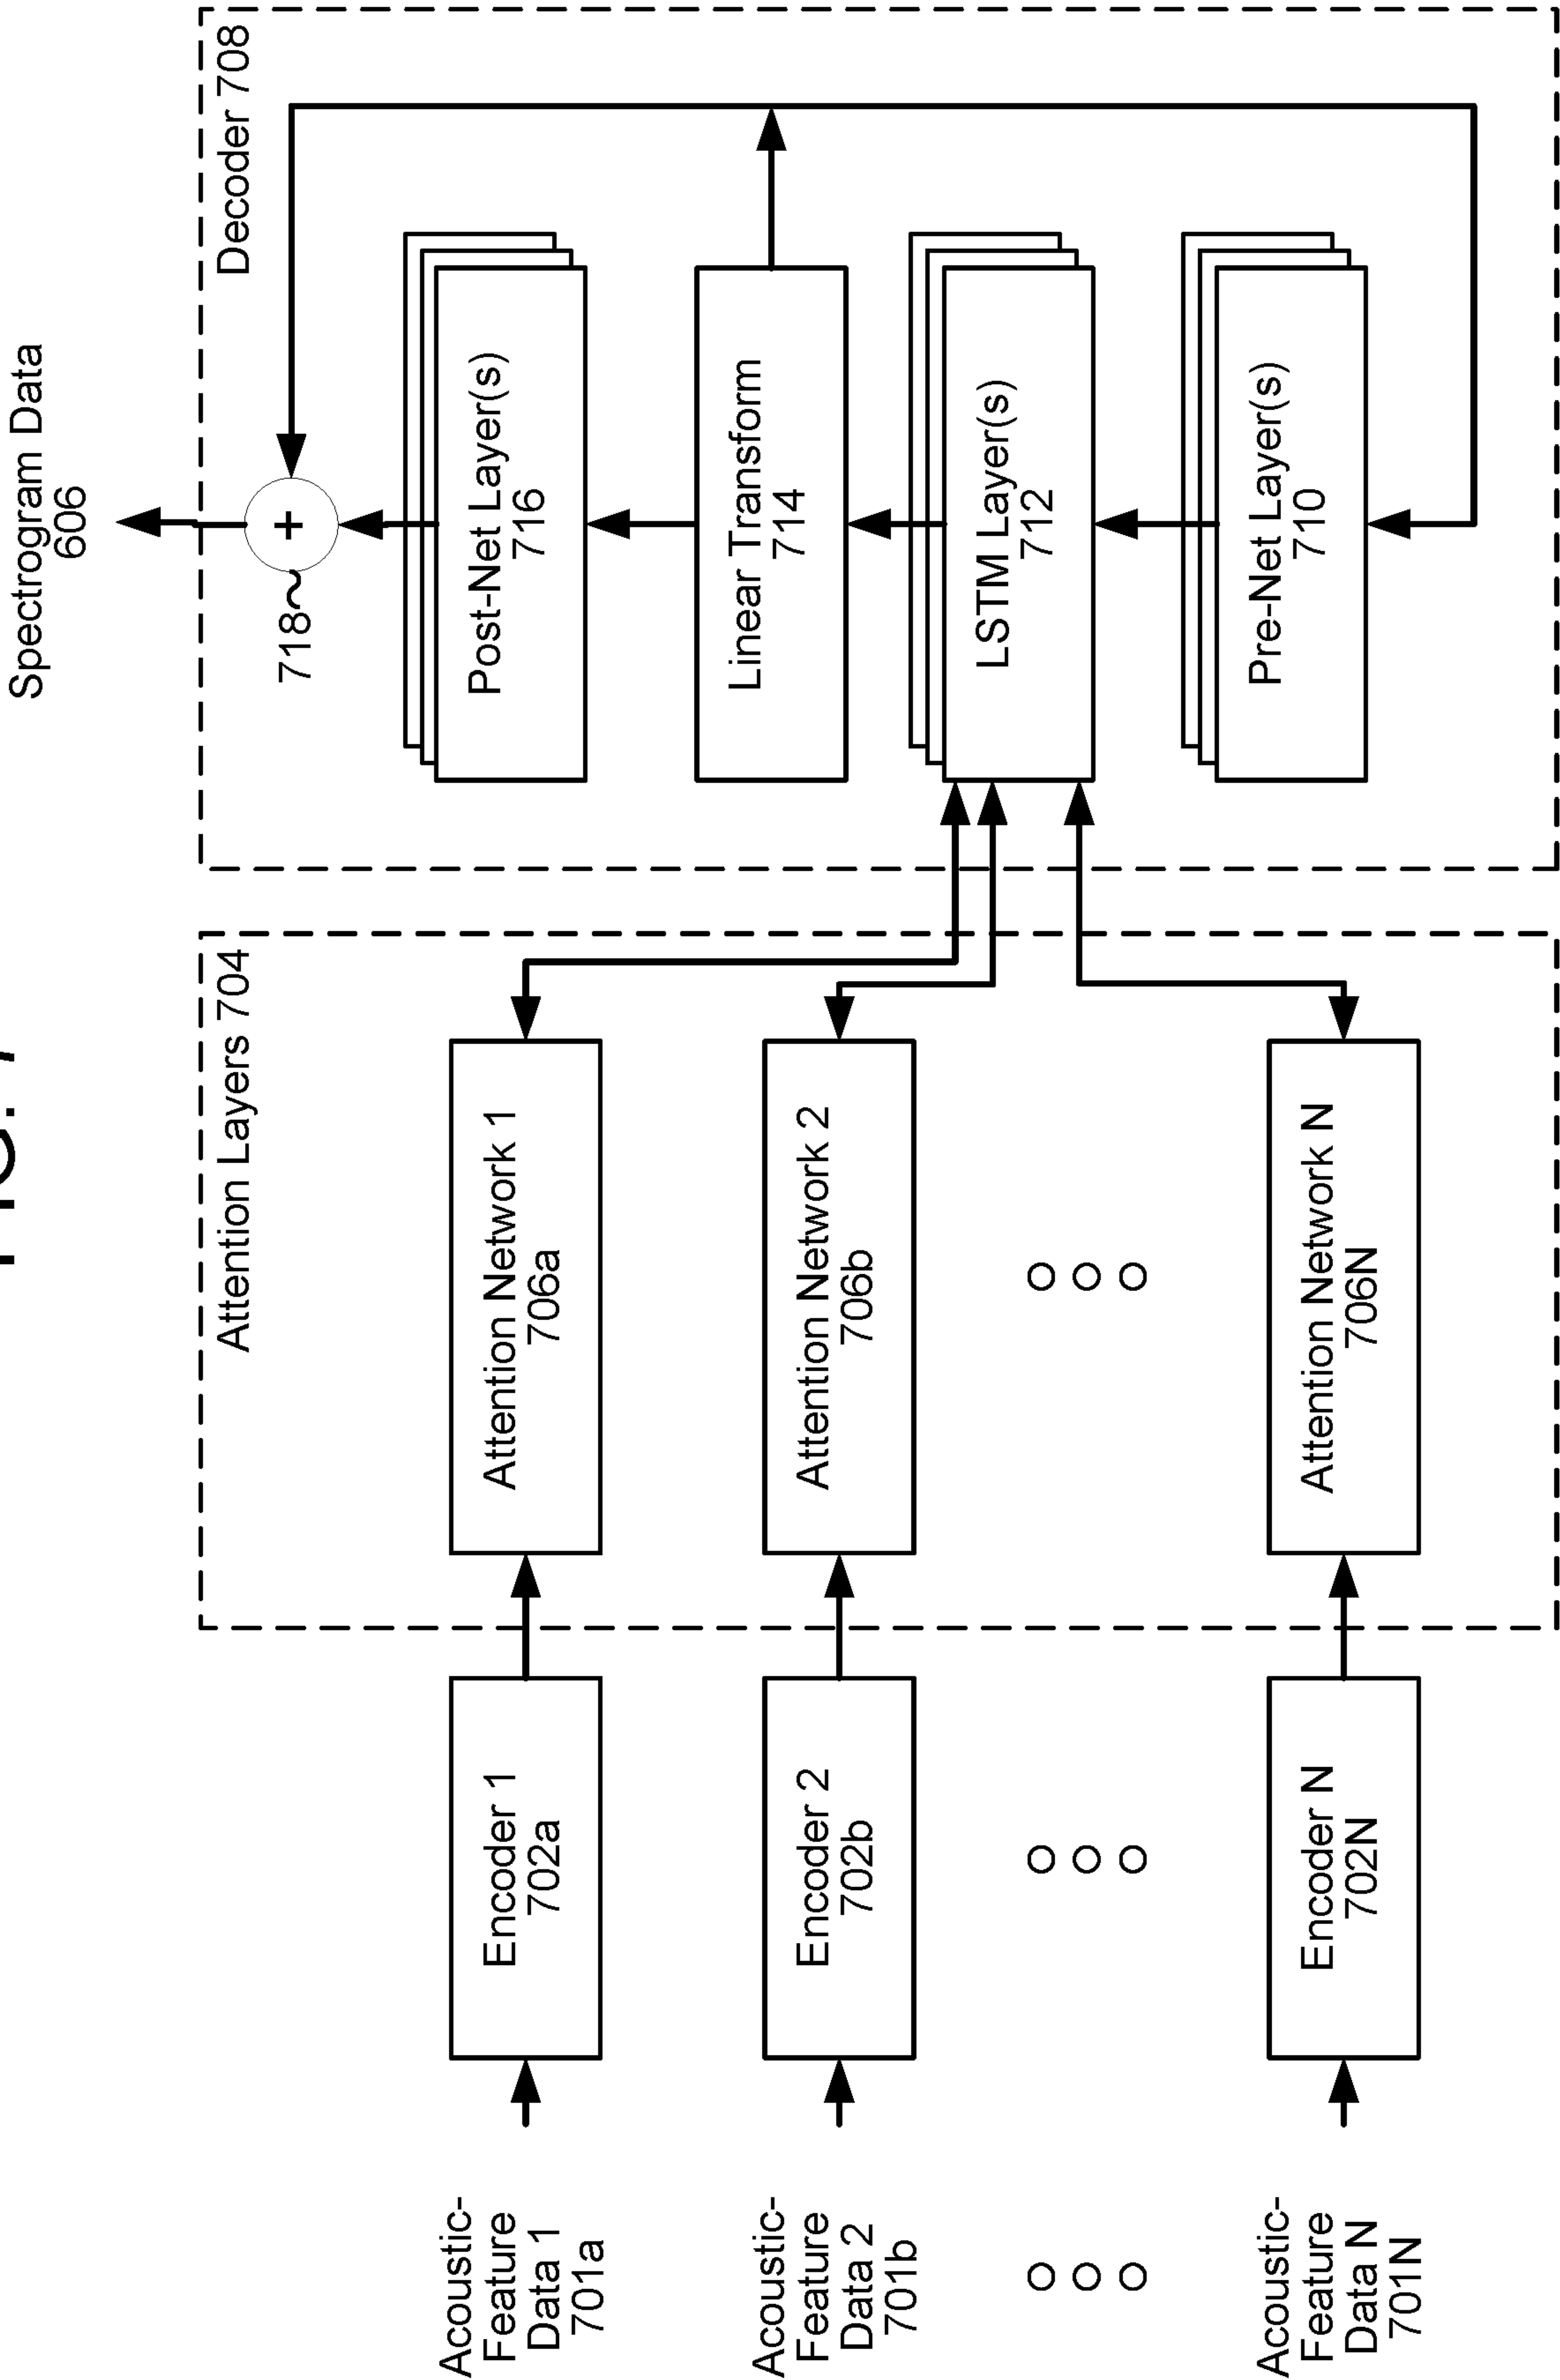 Spectrogram Data
606
Attention Layers 704
Decoder 708
718
+
Acoustic-
Feature
Data 1
701a
Encoder 1
702a
Attention Network 1
706a
Post-Net Layer(s)
716
Acoustic-
Feature
Data 2
701b
Encoder 2
702b
Attention Network 2
706b
Linear Transform
714
LSTM Layer(s)
712
Acoustic-
Feature
Data N
701N
Encoder N
702N
Attention Network N
706N
Pre-Net Layer(s)
710